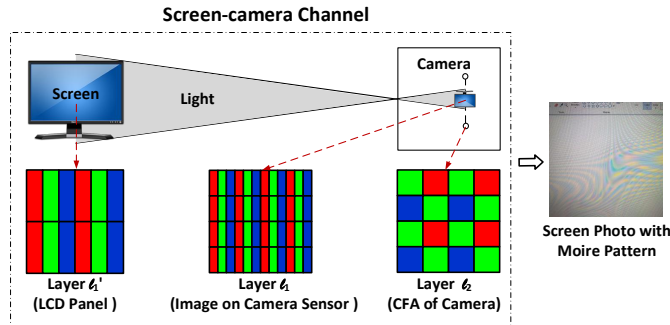 Screen-camera Channel
Camera
Screen
Light
Screen Photo with
Moire Pattern
Layer ℓ₁'
(LCD Panel )
Layer ℓ₁
(Image on Camera Sensor )
Layer ℓ₂
(CFA of Camera)